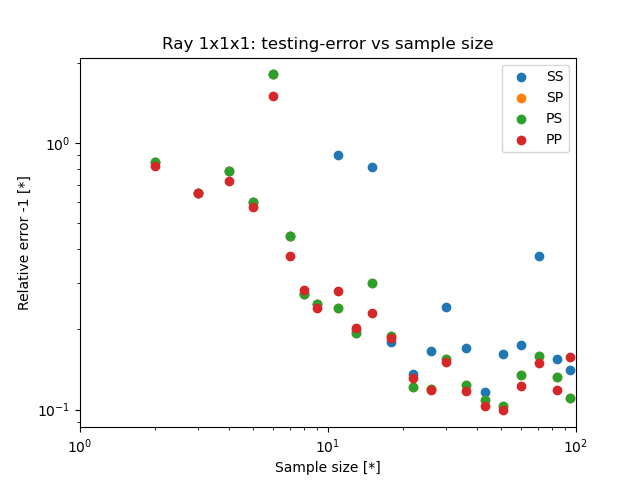 Ray 1x1x1: testing-error vs sample size
SS
SP
PS
PP
10⁰
10⁻¹
Relative error -1 [*]
10⁰
10¹
10²
Sample size [*]